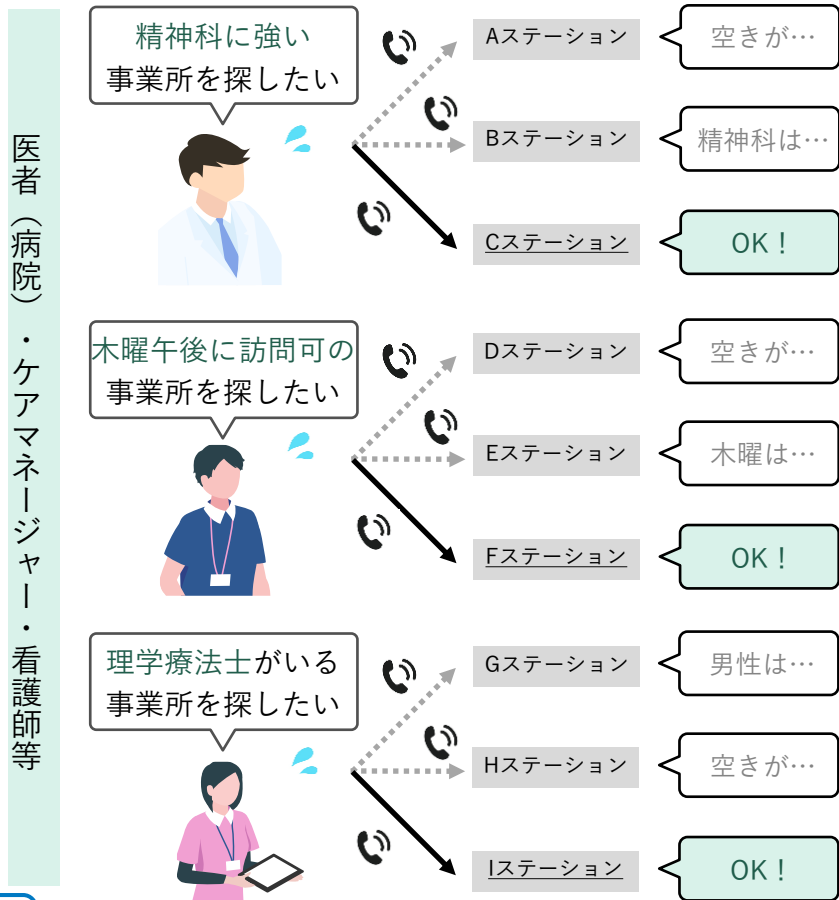 医者（病院）・ケアマネージャー・看護師等
精神科に強い
事業所を探したい
Aステーション
空きが…
Bステーション
精神科は…
Cステーション
OK！
木曜午後に訪問可の
事業所を探したい
Dステーション
空きが…
Eステーション
木曜は…
Fステーション
OK！
理学療法士がいる
事業所を探したい
Gステーション
男性は…
Hステーション
空きが…
Iステーション
OK！